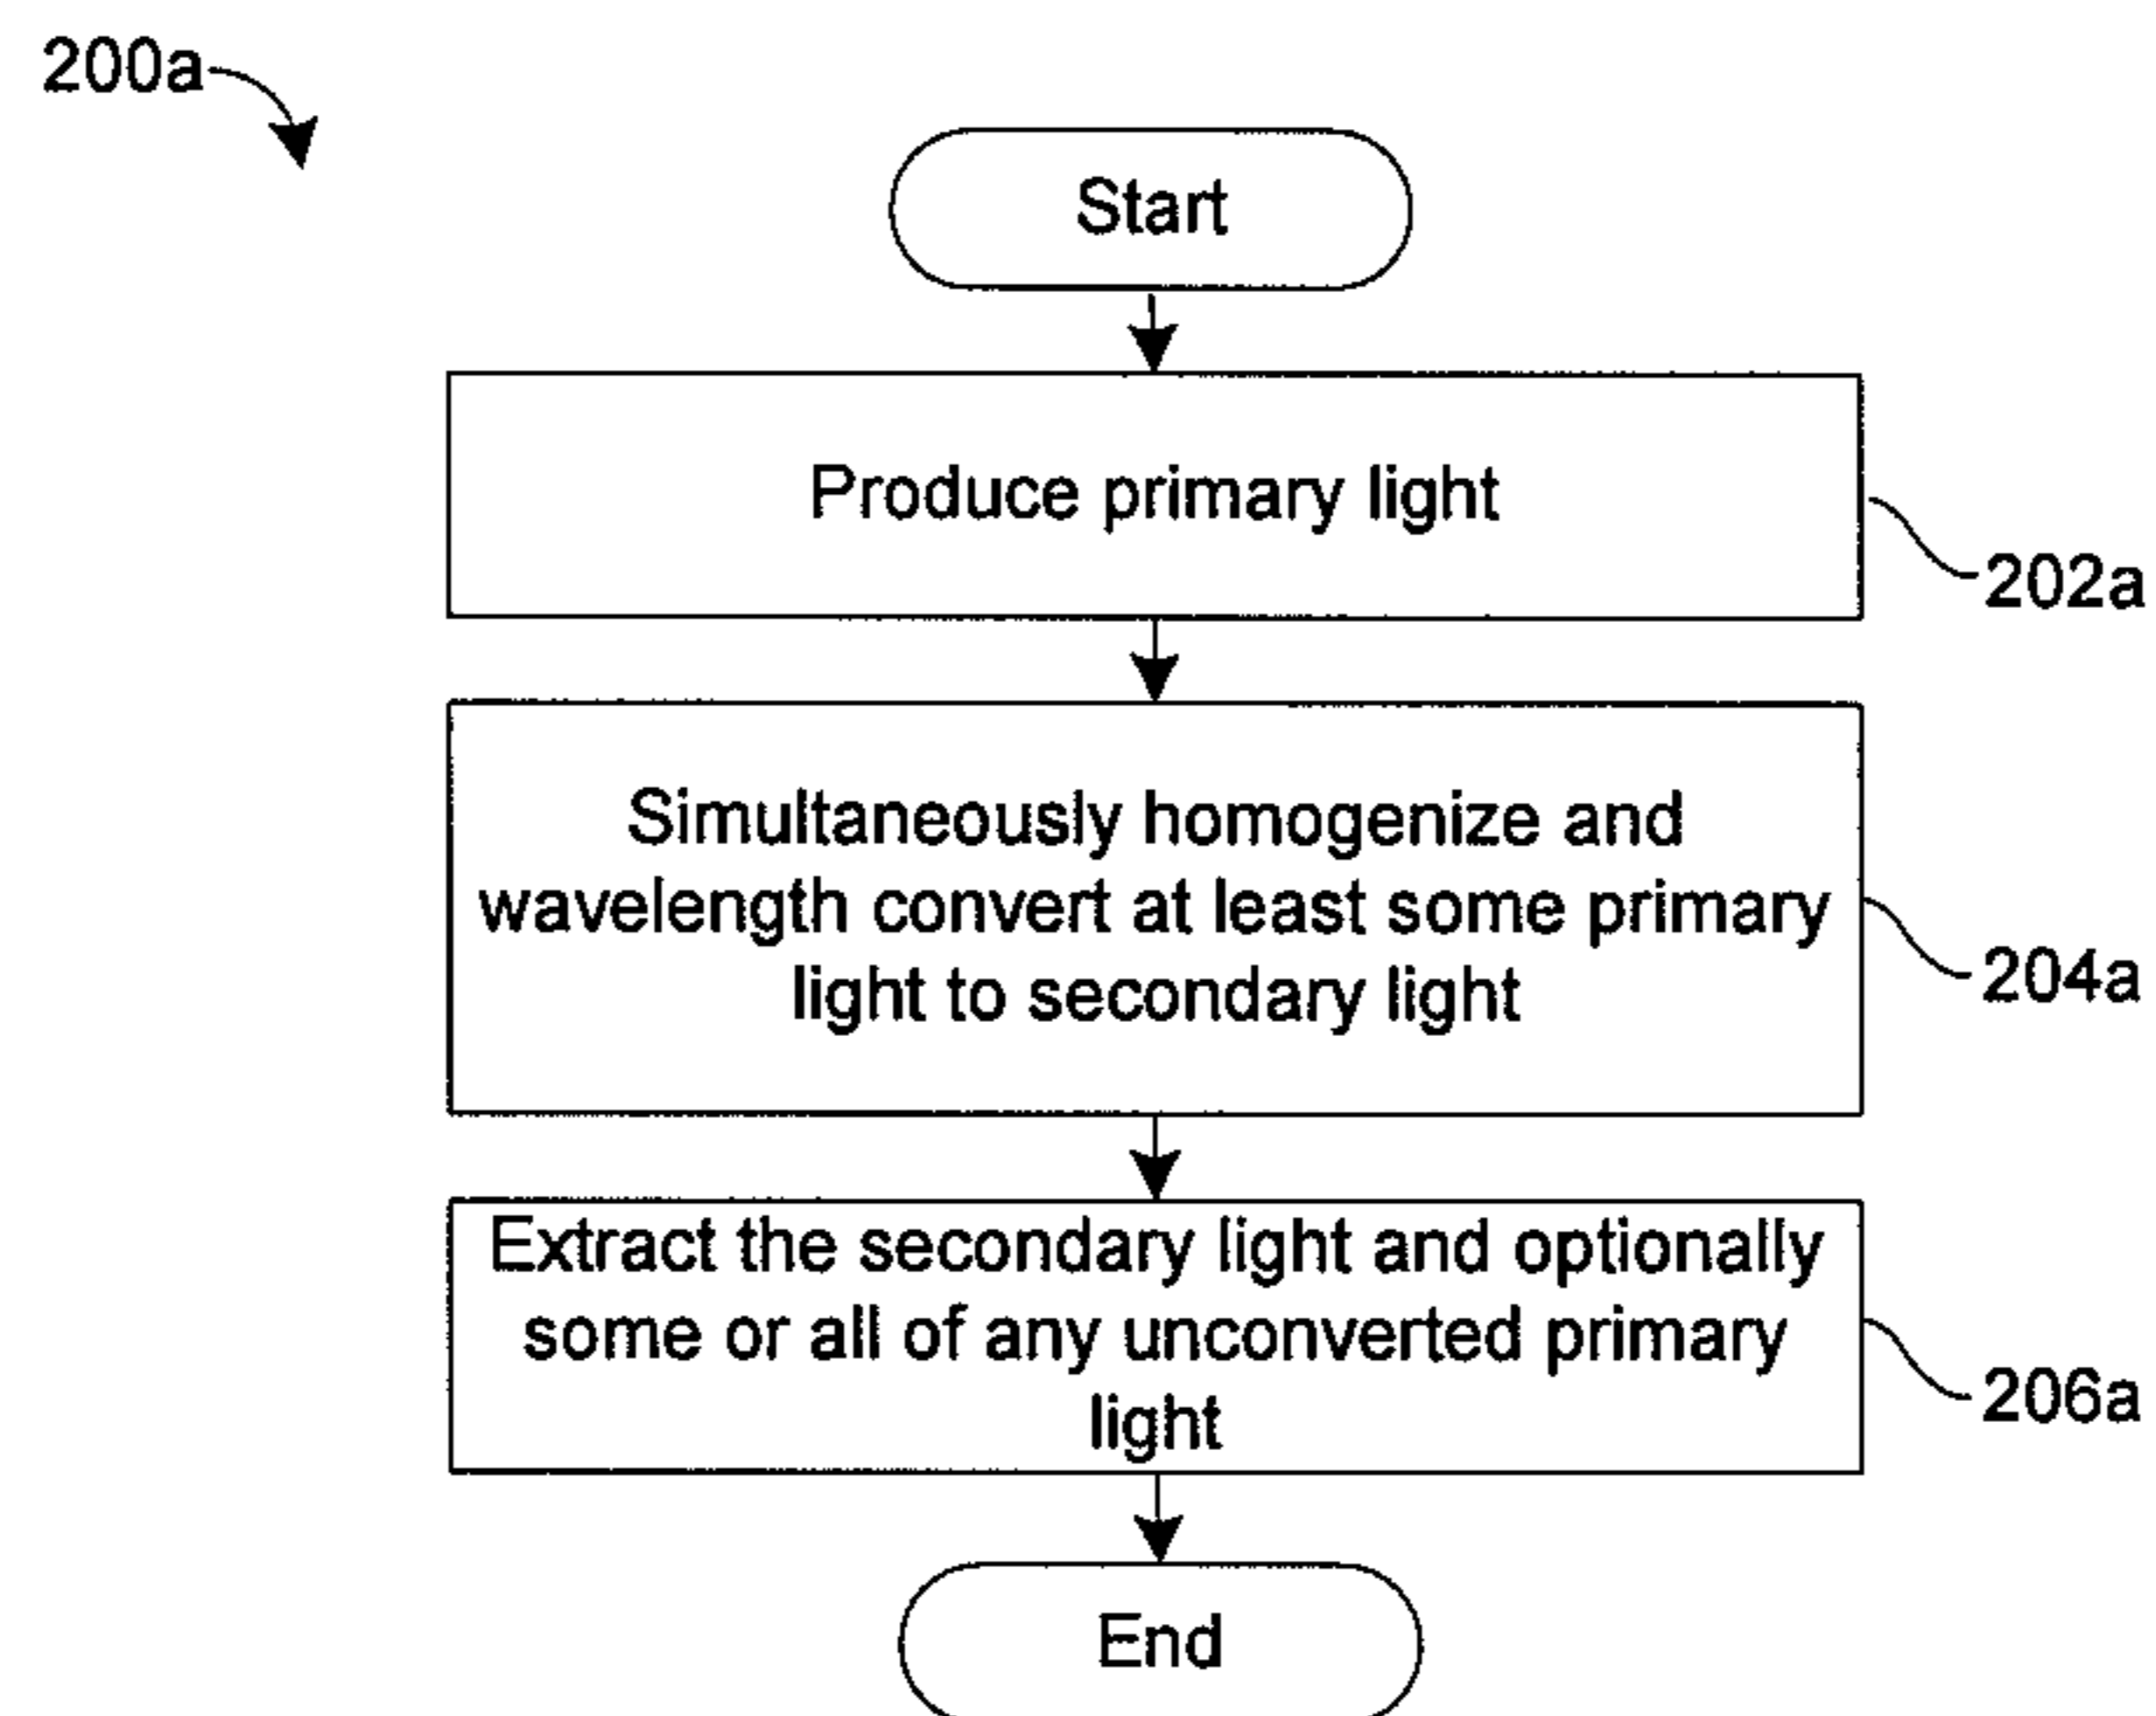 200a
Start
Produce primary light
202a
Simultaneously homogenize and
wavelength convert at least some primary
light to secondary light
204a
Extract the secondary light and optionally
some or all of any unconverted primary
light
206a
End